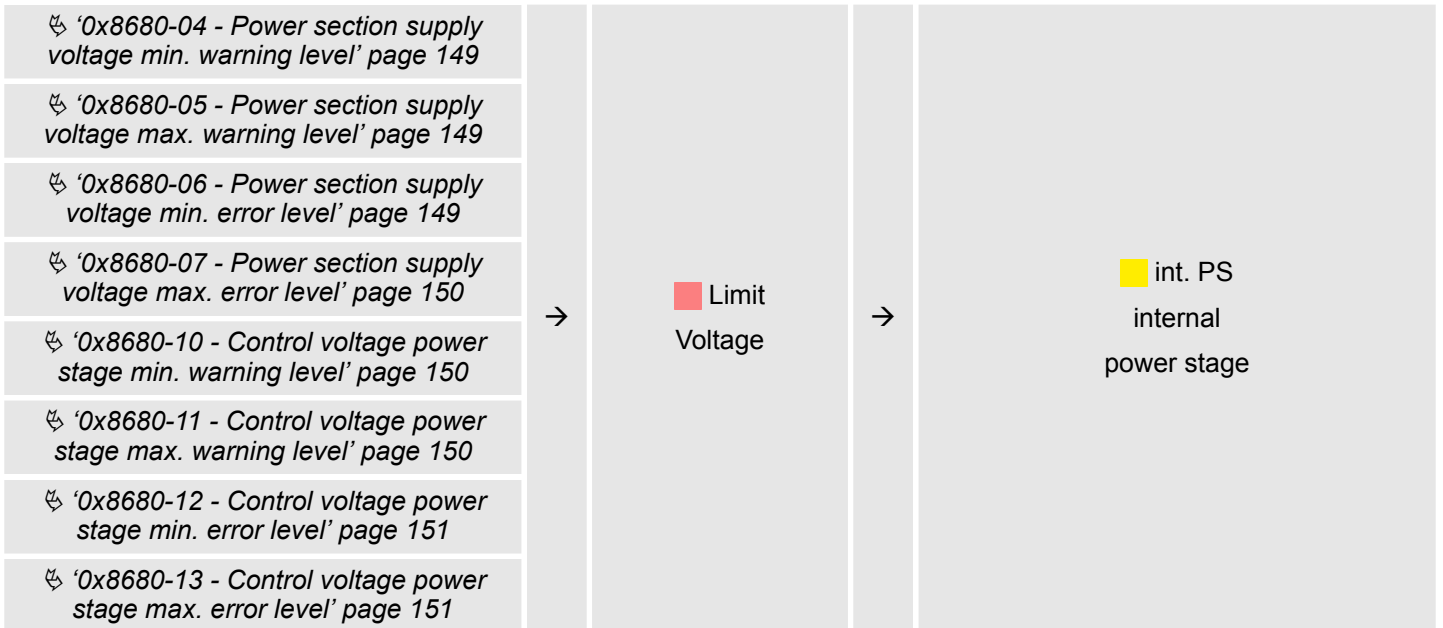 ↳ ‘0x8680-04 - Power section supply
voltage min. warning level’ page 149
↳ ‘0x8680-05 - Power section supply
voltage max. warning level’ page 149
↳ ‘0x8680-06 - Power section supply
voltage min. error level’ page 149
↳ ‘0x8680-07 - Power section supply
voltage max. error level’ page 150
↳ ‘0x8680-10 - Control voltage power
stage min. warning level’ page 150
↳ ‘0x8680-11 - Control voltage power
stage max. warning level’ page 150
↳ ‘0x8680-12 - Control voltage power
stage min. error level’ page 151
↳ ‘0x8680-13 - Control voltage power
stage max. error level’ page 151
→
Limit
Voltage
→
int. PS
internal
power stage